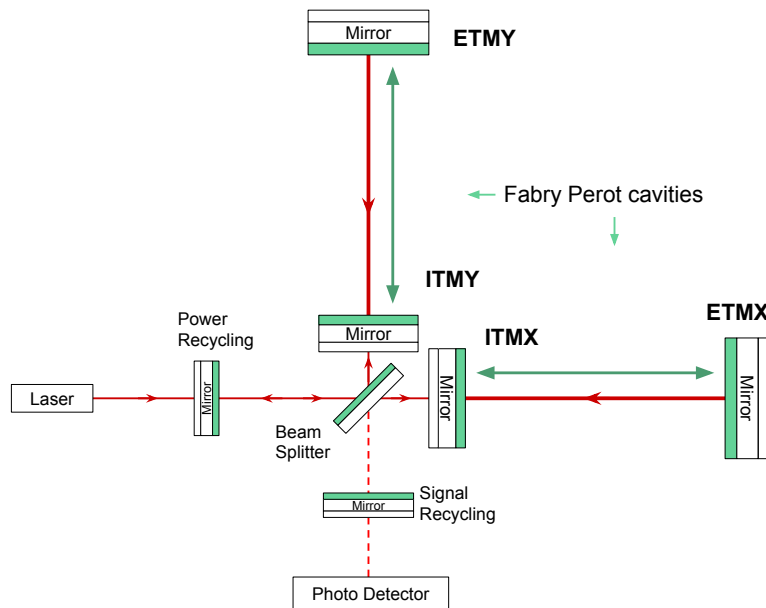 Mirror
ETMY
Fabry Perot cavities
ITMY
Mirror
Power
Recycling
ITMX
ETMX
Laser
Mirror
Mirror
Mirror
Beam
Splitter
Signal
Recycling
Mirror
Photo Detector